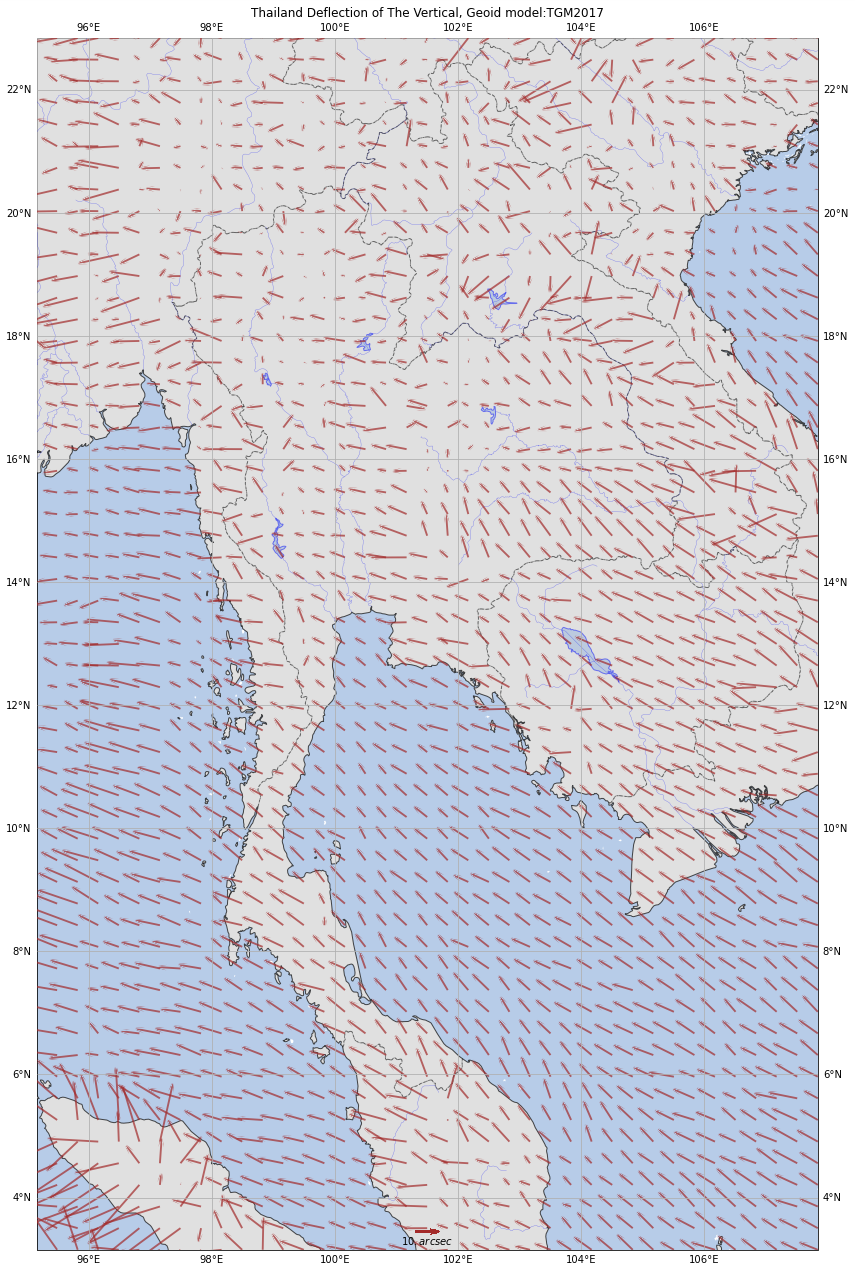 Thailand Deflection of The Vertical, Geoid model:TGM2017
96°E 98°E 100°E 102°E 104°E 106°E
22°N 22°N
20°N 20°N
18°N 18°N
16°N 16°N
14°N 14°N
12°N 12°N
10°N 10°N
8°N 8°N
6°N 6°N
4°N 4°N
10 arcsec
96°E 98°E 100°E 102°E 104°E 106°E